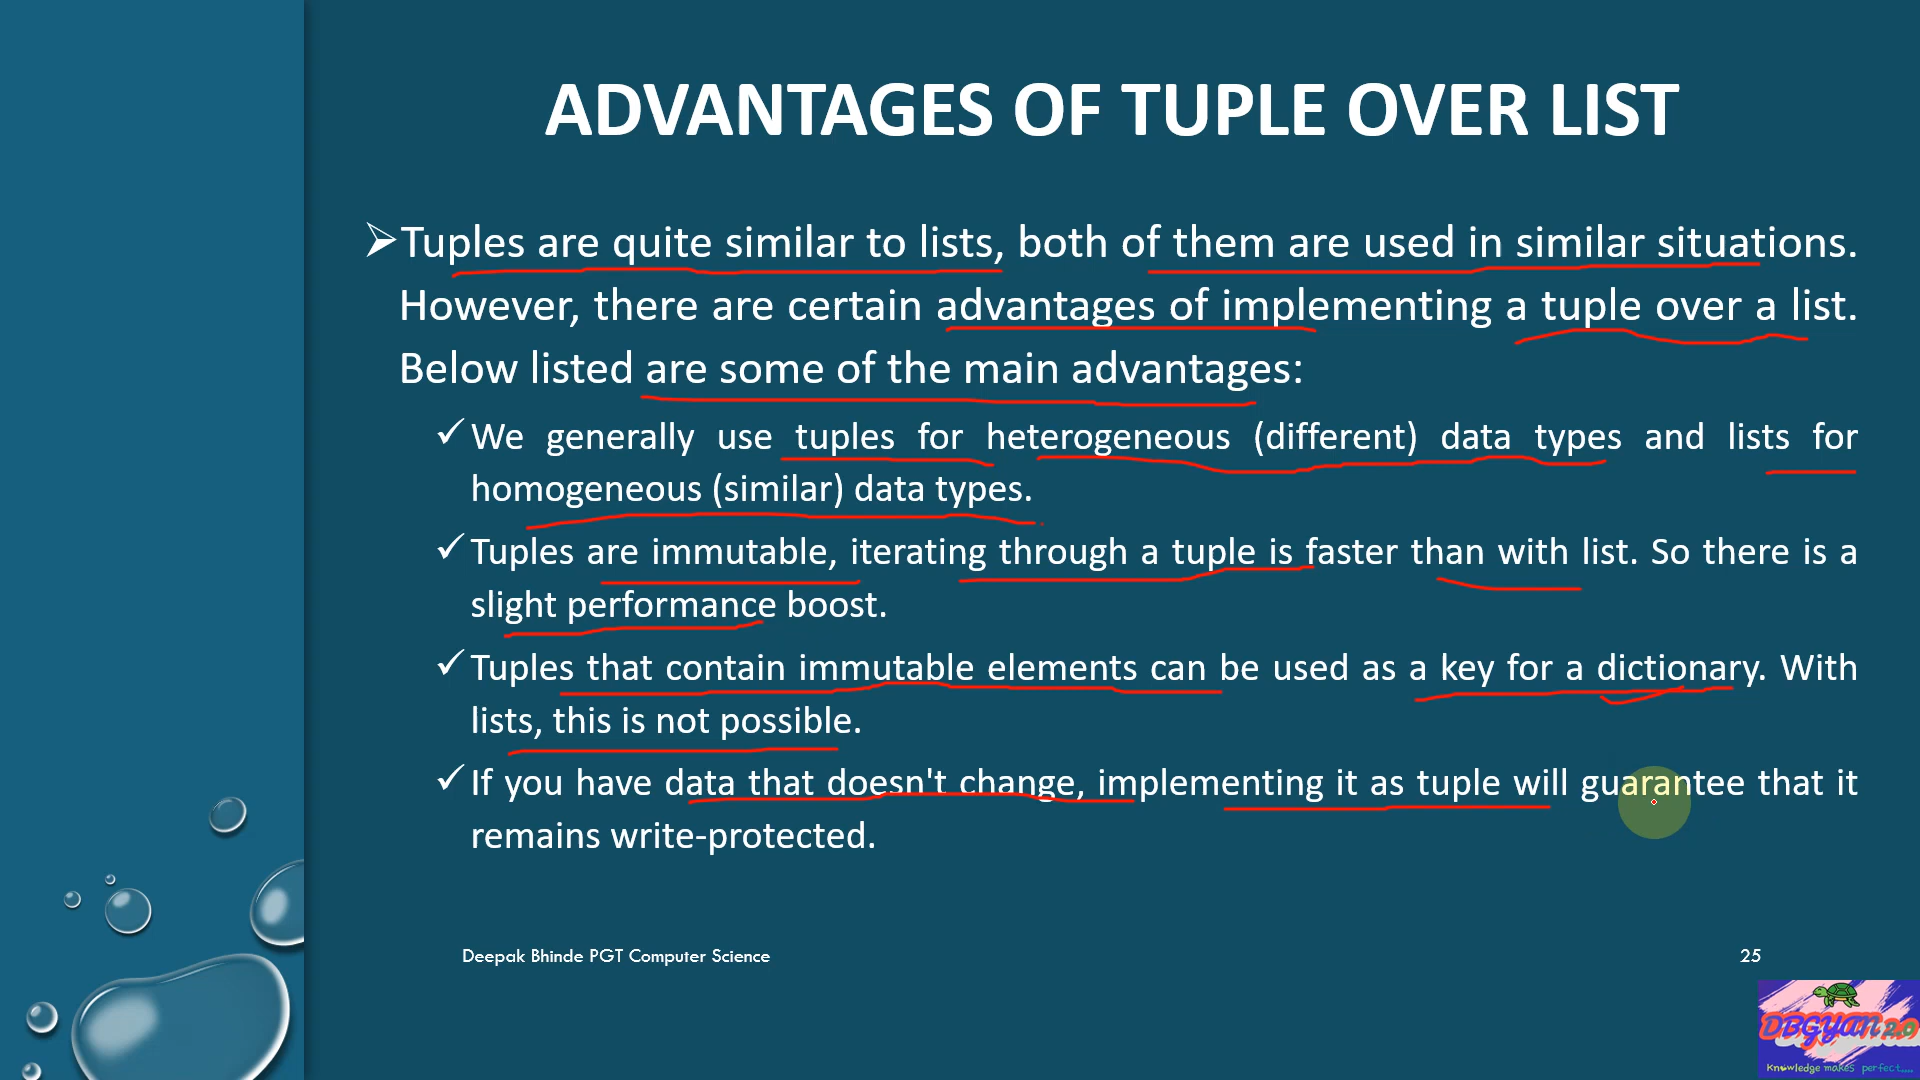 ADVANTAGES OF TUPLE OVER LIST
Tuples are quite similar to lists, both of them are used in similar situations.
However, there are certain advantages of implementing a tuple over a list.
Below listed are some of the main advantages:
We generally use tuples for heterogeneous (different) data types and lists for
homogeneous (similar) data types.
Tuples are immutable, iterating through a tuple is faster than with list. So there is a
slight performance boost.
Tuples that contain immutable elements can be used as a key for a dictionary. With
lists, this is not possible.
If you have data that doesn't change, implementing it as tuple will guarantee that it
remains write-protected.
Deepak Bhinde PGT Computer Science
25
DBGYAN 2.0
Knowledge makes perfect....